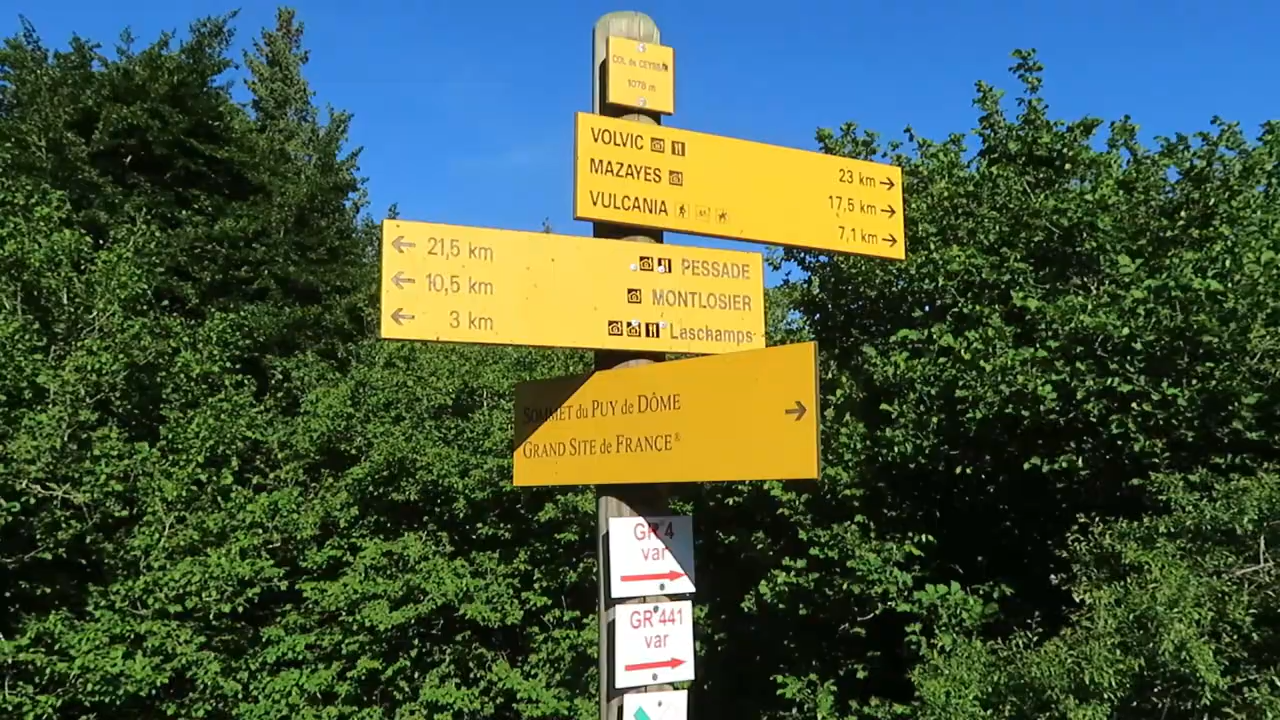 COL de CEYSSAT
1078 m
VOLVIC 23 km →
MAZAYES 17,5 km →
VULCANIA 7,1 km →
← 21,5 km PESSADE
← 10,5 km MONTLOSIER
← 3 km Laschamps
SOMMET du PUY de DÔME →
GRAND SITE de FRANCE®
GR 4
var
GR 441
var